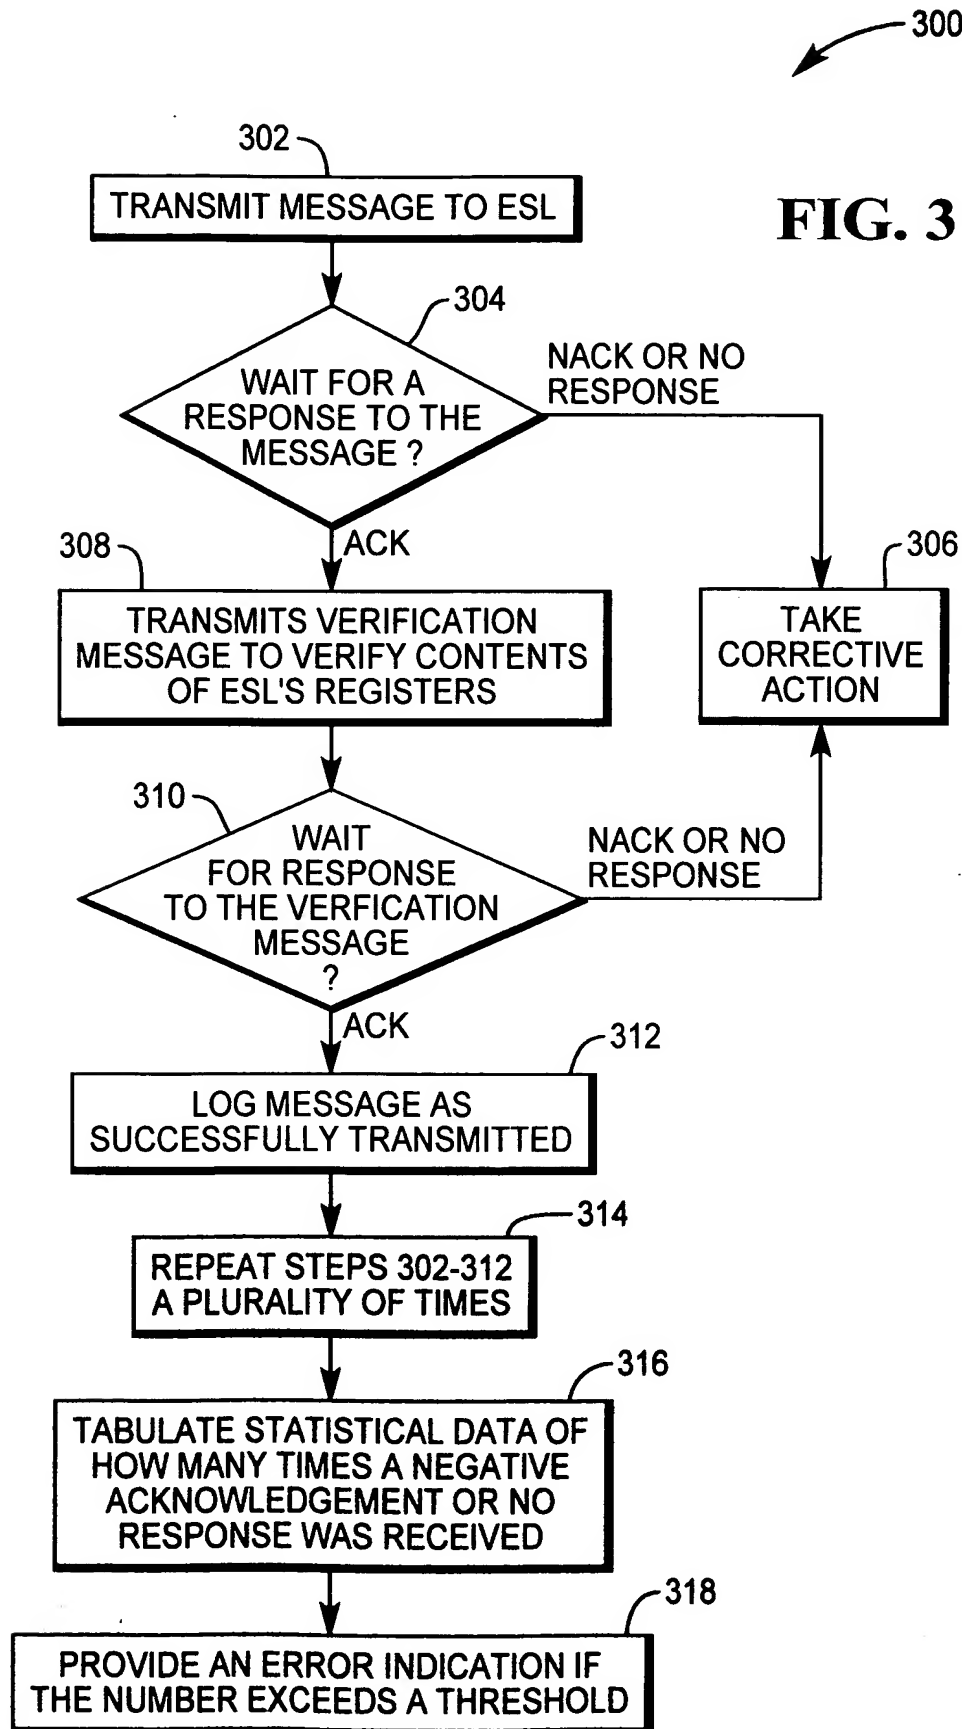 300
302
TRANSMIT MESSAGE TO ESL
FIG. 3
304
WAIT FOR A
RESPONSE TO THE
MESSAGE ?
NACK OR NO
RESPONSE
ACK
308
TRANSMITS VERIFICATION
MESSAGE TO VERIFY CONTENTS
OF ESL'S REGISTERS
306
TAKE
CORRECTIVE
ACTION
310
WAIT
FOR RESPONSE
TO THE VERFICATION
MESSAGE
?
NACK OR NO
RESPONSE
ACK
312
LOG MESSAGE AS
SUCCESSFULLY TRANSMITTED
314
REPEAT STEPS 302-312
A PLURALITY OF TIMES
316
TABULATE STATISTICAL DATA OF
HOW MANY TIMES A NEGATIVE
ACKNOWLEDGEMENT OR NO
RESPONSE WAS RECEIVED
318
PROVIDE AN ERROR INDICATION IF
THE NUMBER EXCEEDS A THRESHOLD